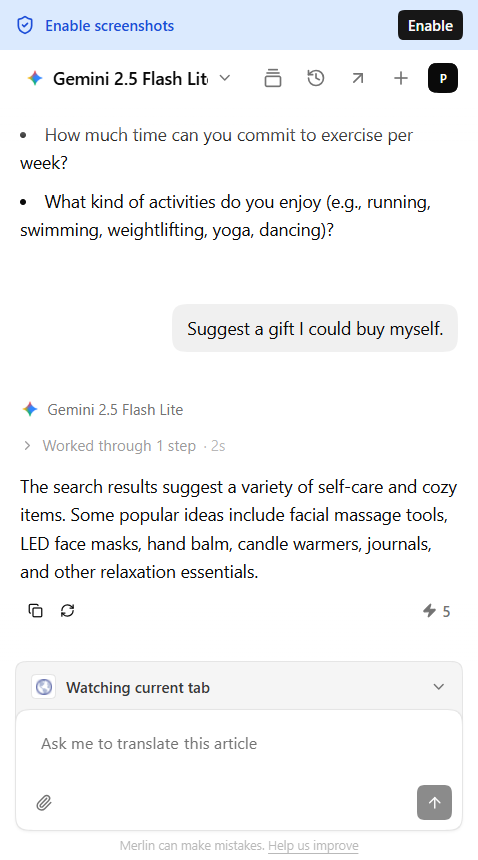 Enable screenshots
Enable
Gemini 2.5 Flash Lit
P
• How much time can you commit to exercise per
week?
• What kind of activities do you enjoy (e.g., running,
swimming, weightlifting, yoga, dancing)?
Suggest a gift I could buy myself.
Gemini 2.5 Flash Lite
Worked through 1 step · 2s
The search results suggest a variety of self-care and cozy
items. Some popular ideas include facial massage tools,
LED face masks, hand balm, candle warmers, journals,
and other relaxation essentials.
5
Watching current tab
Ask me to translate this article
Merlin can make mistakes. Help us improve